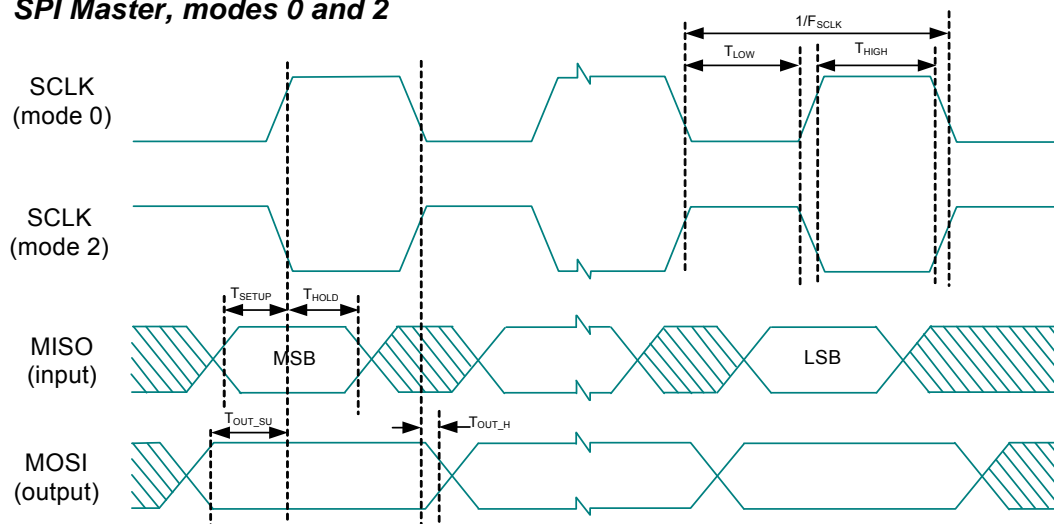 SPI Master, modes 0 and 2
1/FSCLK
TLOW
THIGH
SCLK
(mode 0)
SCLK
(mode 2)
TSETUP
THOLD
MISO
(input)
MSB
LSB
TOUT_SU
TOUT_H
MOSI
(output)